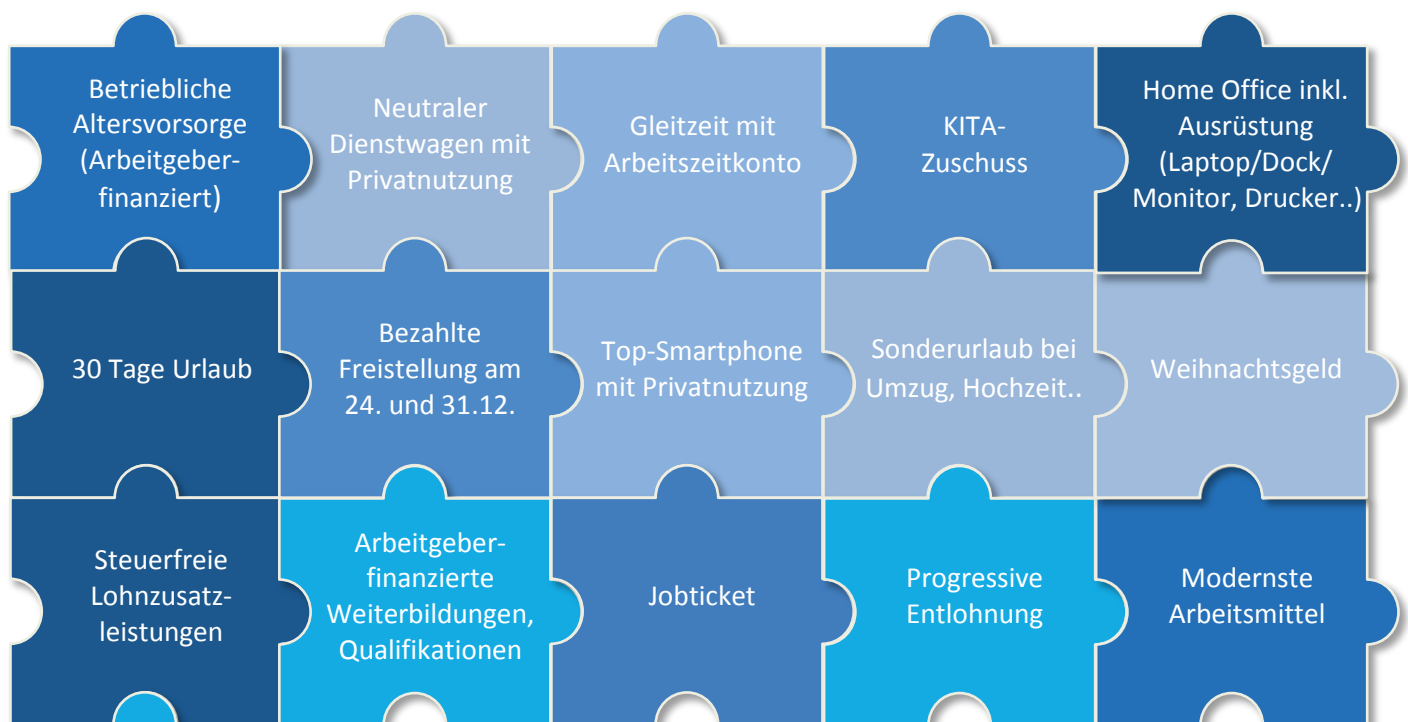 Betriebliche
Altersvorsorge
(Arbeitgeber-
finanziert)
Neutraler
Dienstwagen mit
Privatnutzung
Gleitzeit mit
Arbeitszeitkonto
KITA-
Zuschuss
Home Office inkl.
Ausrüstung
(Laptop/Dock/
Monitor, Drucker..)
30 Tage Urlaub
Bezahlte
Freistellung am
24. und 31.12.
Top-Smartphone
mit Privatnutzung
Sonderurlaub bei
Umzug, Hochzeit..
Weihnachtsgeld
Steuerfreie
Lohnzusatz-
leistungen
Arbeitgeber-
finanzierte
Weiterbildungen,
Qualifikationen
Jobticket
Progressive
Entlohnung
Modernste
Arbeitsmittel